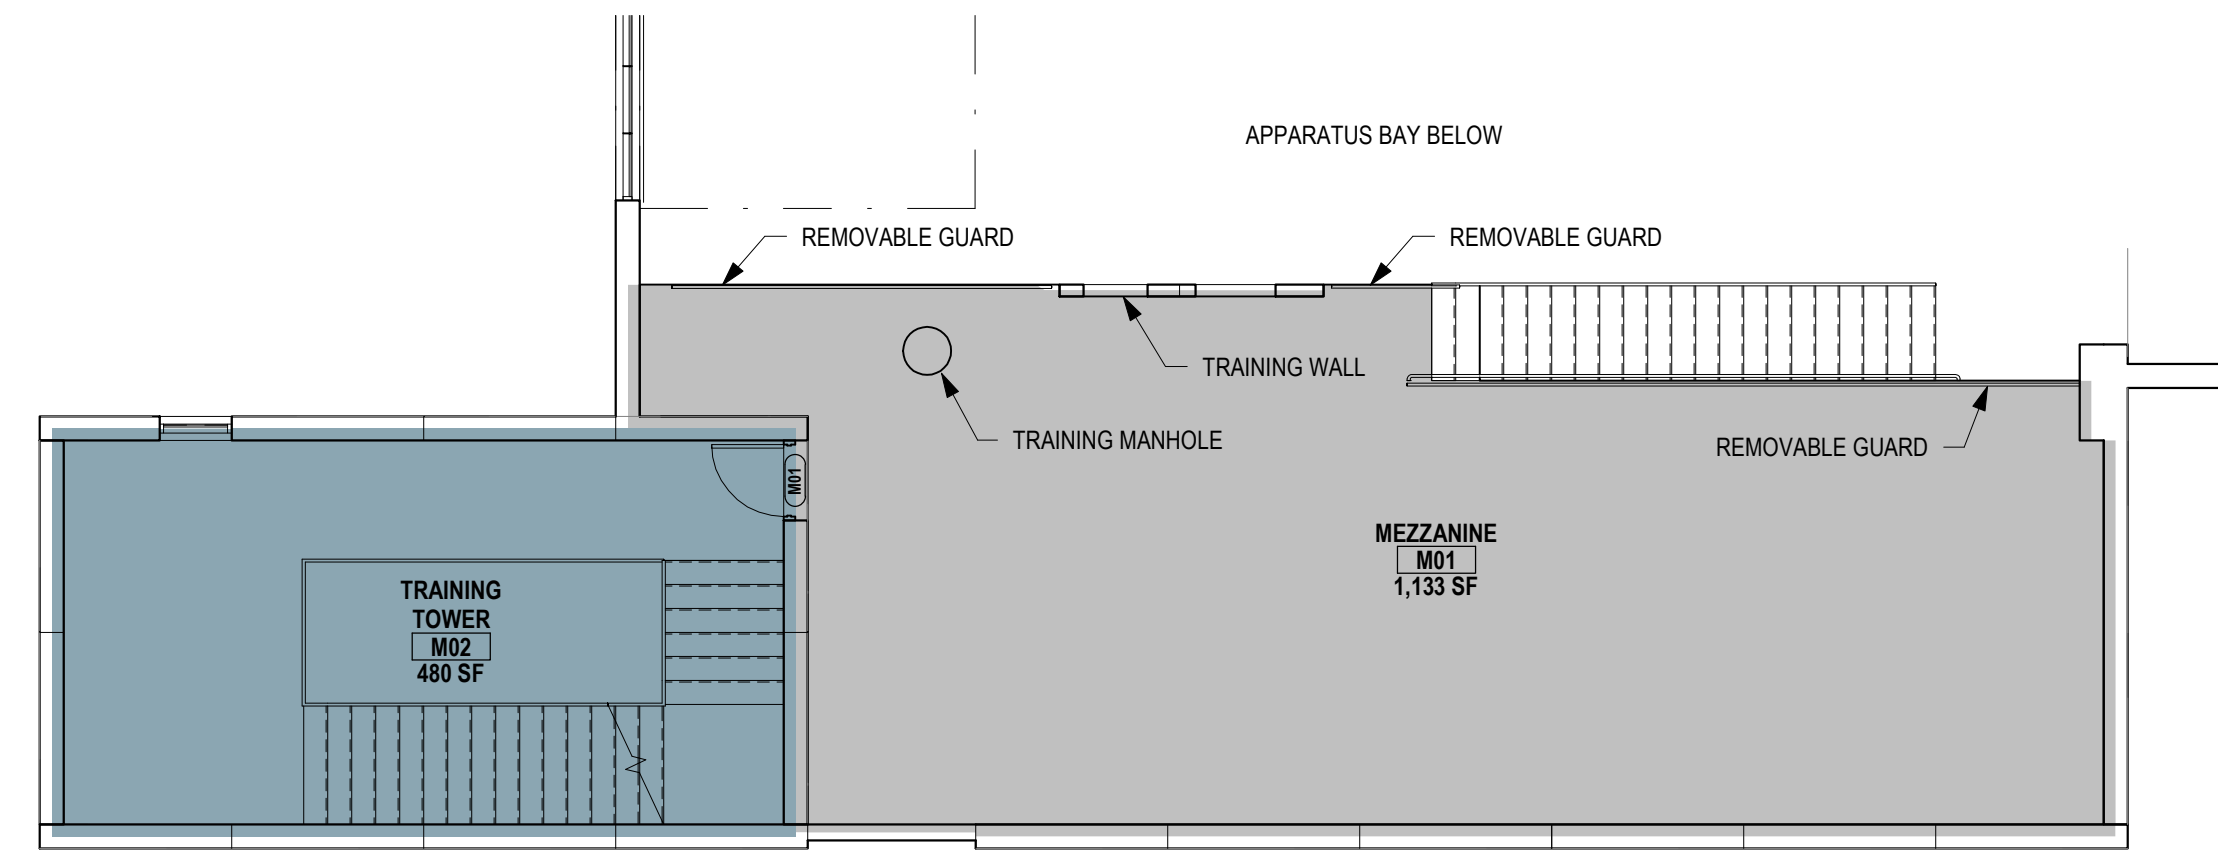 APPARATUS BAY BELOW
REMOVABLE GUARD
REMOVABLE GUARD
TRAINING WALL
TRAINING MANHOLE
REMOVABLE GUARD
M01
MEZZANINE
M01
1,133 SF
TRAINING
TOWER
M02
480 SF